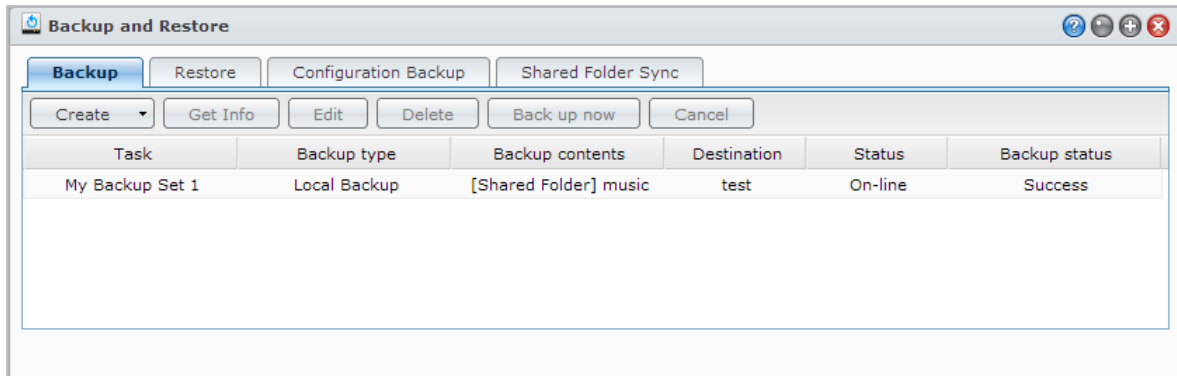 Backup and Restore
Backup Restore Configuration Backup Shared Folder Sync
Create Get Info Edit Delete Back up now Cancel
Task Backup type Backup contents Destination Status Backup status
My Backup Set 1 Local Backup [Shared Folder] music test On-line Success